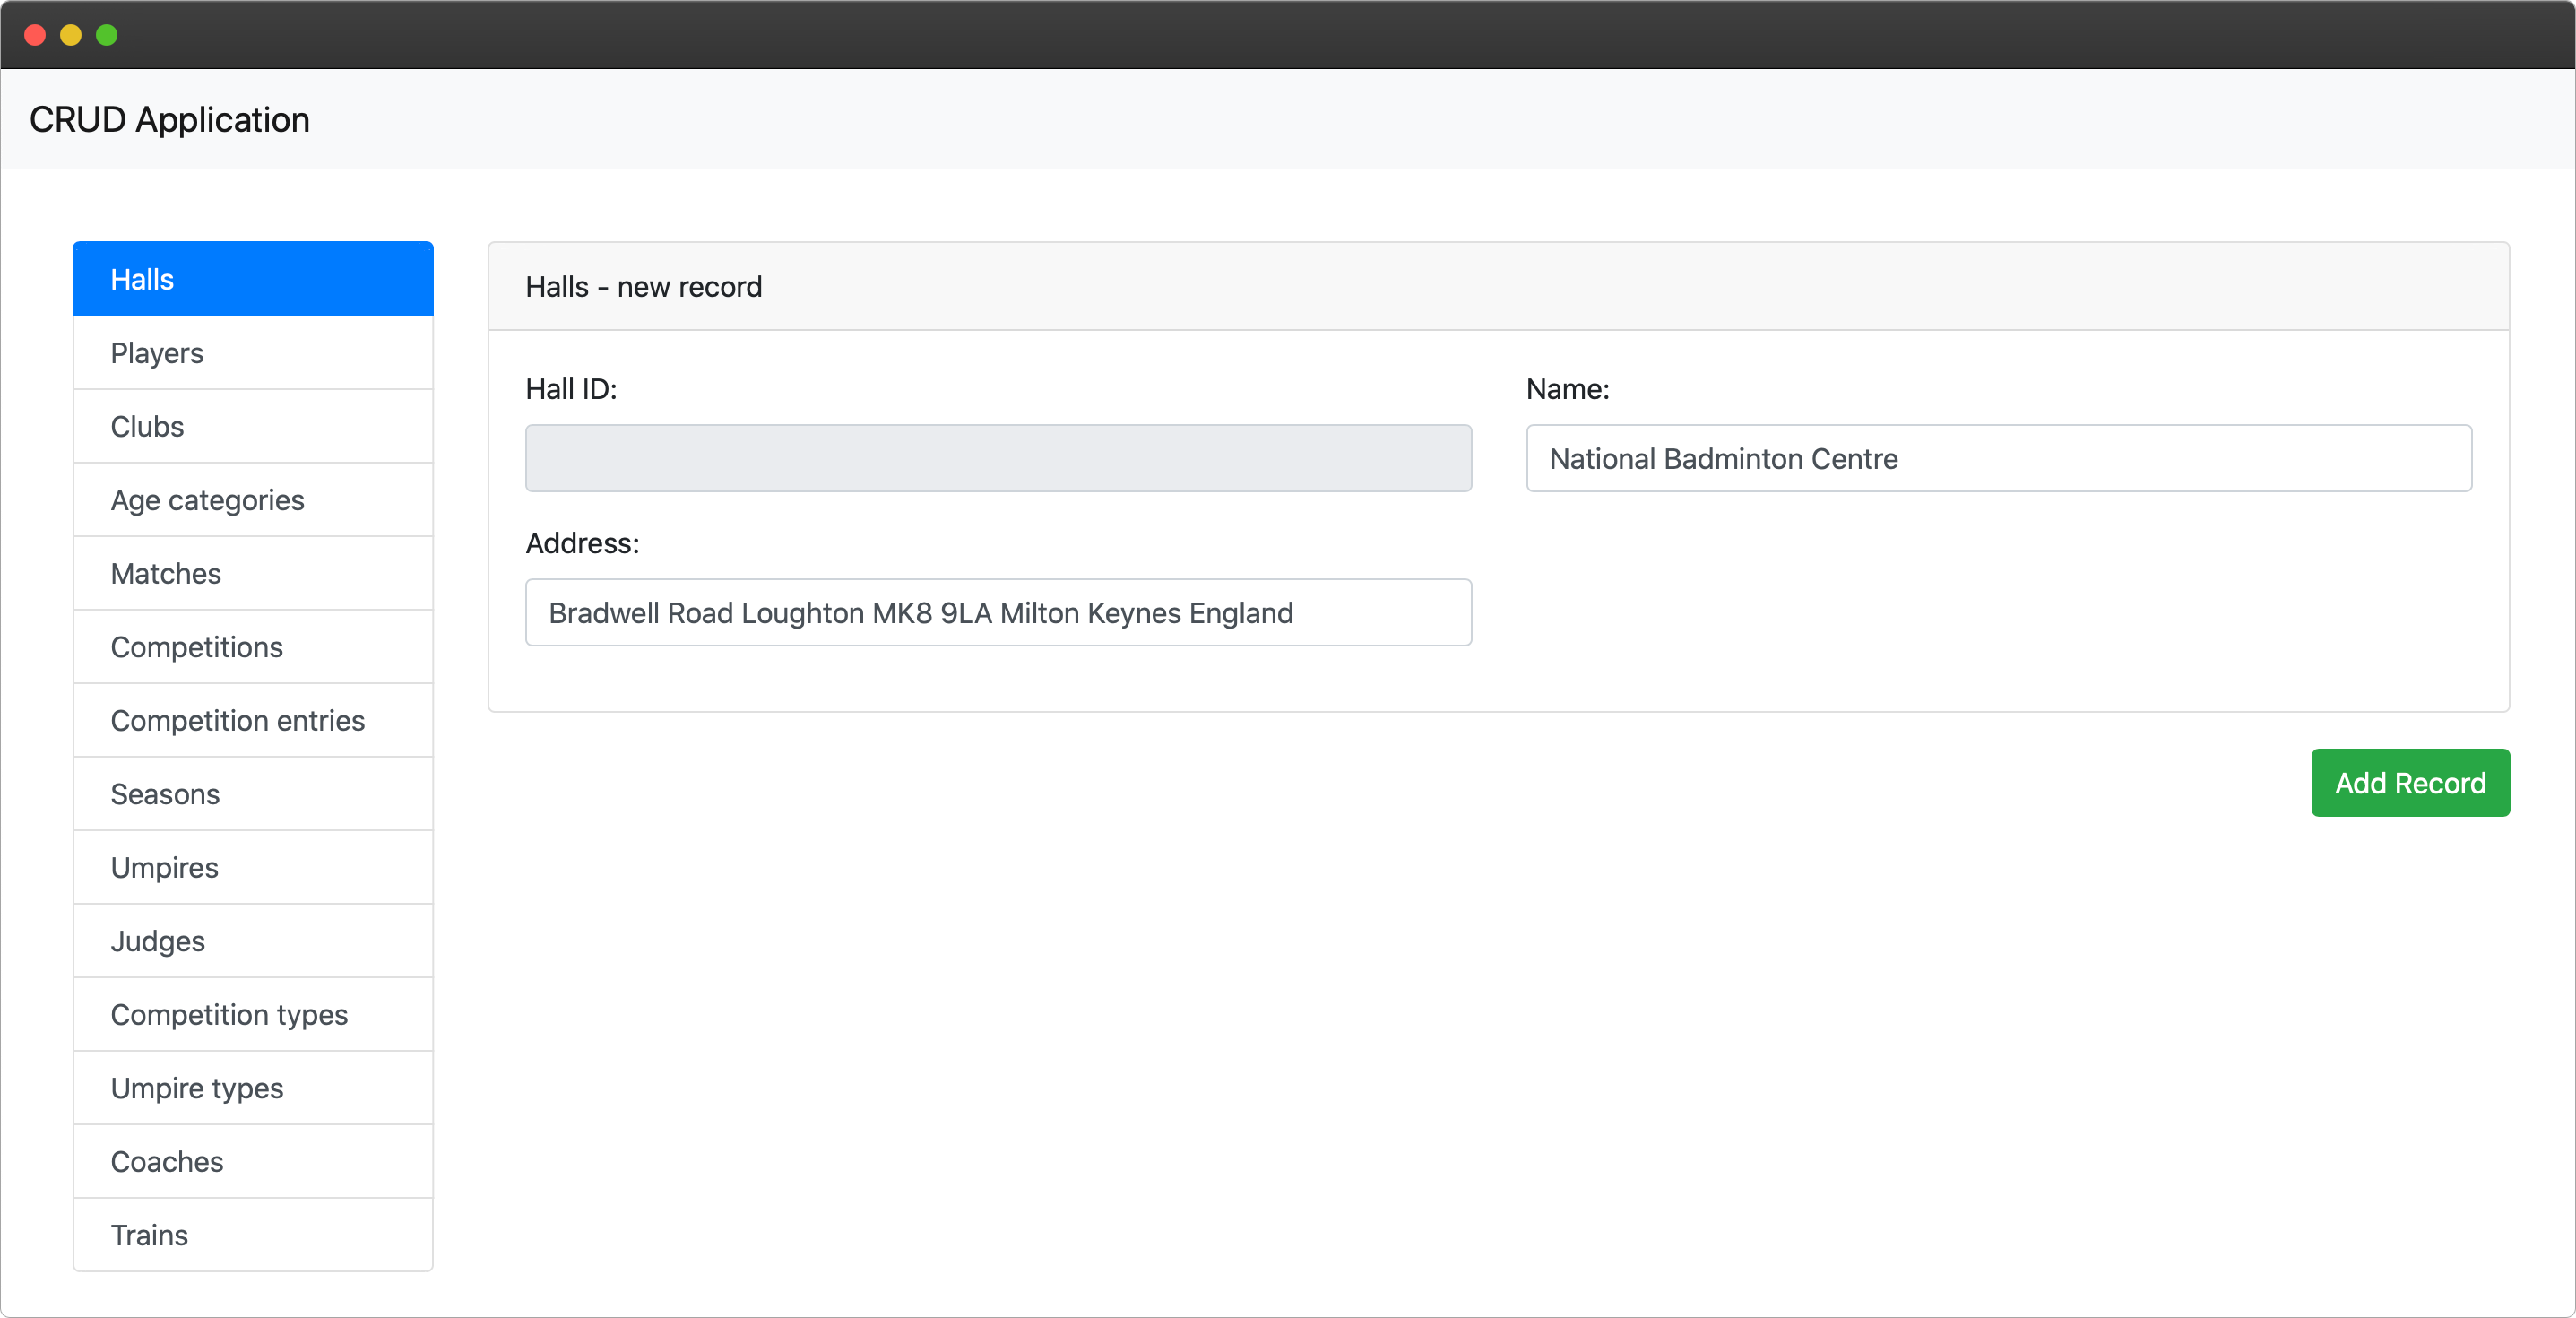 CRUD Application
Halls
Players
Clubs
Age categories
Matches
Competitions
Competition entries
Seasons
Umpires
Judges
Competition types
Umpire types
Coaches
Trains
Halls - new record
Hall ID:
Name:
National Badminton Centre
Address:
Bradwell Road Loughton MK8 9LA Milton Keynes England
Add Record